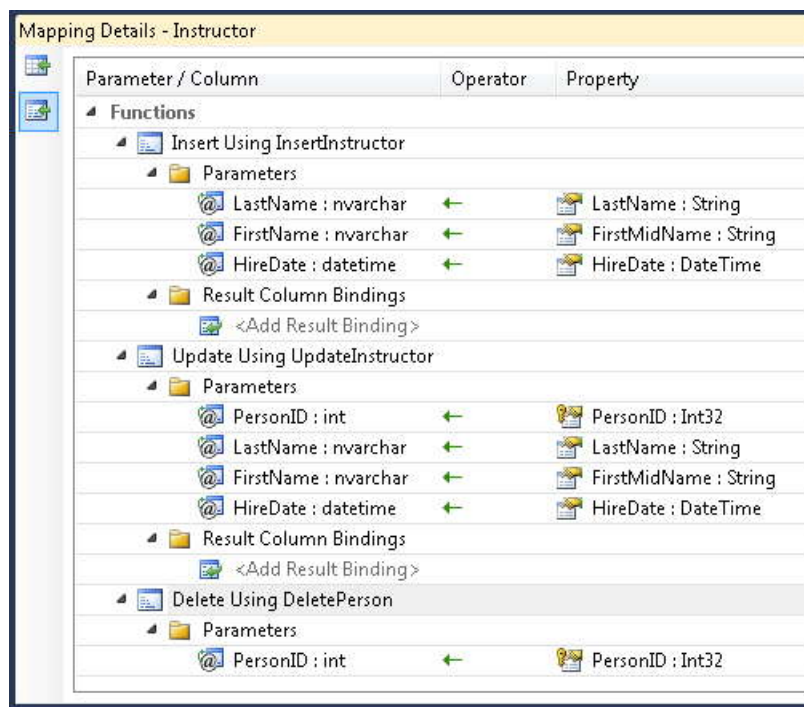 Mapping Details - Instructor
Parameter / Column Operator Property
Functions
Insert Using InsertInstructor
Parameters
LastName : nvarchar ← LastName : String
FirstName : nvarchar ← FirstMidName : String
HireDate : datetime ← HireDate : DateTime
Result Column Bindings
<Add Result Binding>
Update Using UpdateInstructor
Parameters
PersonID : int ← PersonID : Int32
LastName : nvarchar ← LastName : String
FirstName : nvarchar ← FirstMidName : String
HireDate : datetime ← HireDate : DateTime
Result Column Bindings
<Add Result Binding>
Delete Using DeletePerson
Parameters
PersonID : int ← PersonID : Int32